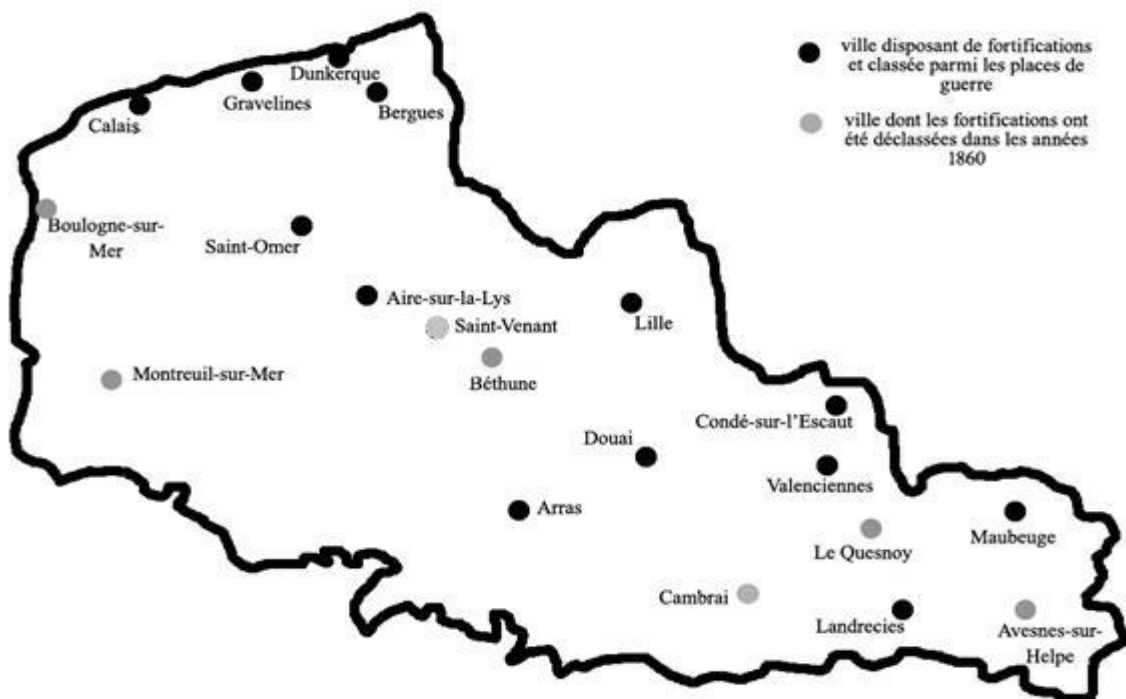 ville disposant de fortifications
et classée parmi les places de
guerre
ville dont les fortifications ont
été déclassées dans les années
1860
Dunkerque
Gravelines
Bergues
Calais
Boulogne-sur-
Mer
Saint-Omer
Aire-sur-la-Lys
Saint-Venant
Lille
Montreuil-sur-Mer
Béthune
Condé-sur-l'Escaut
Douai
Valenciennes
Arras
Le Quesnoy
Maubeuge
Cambrai
Landrecies
Avesnes-sur-
Helpe